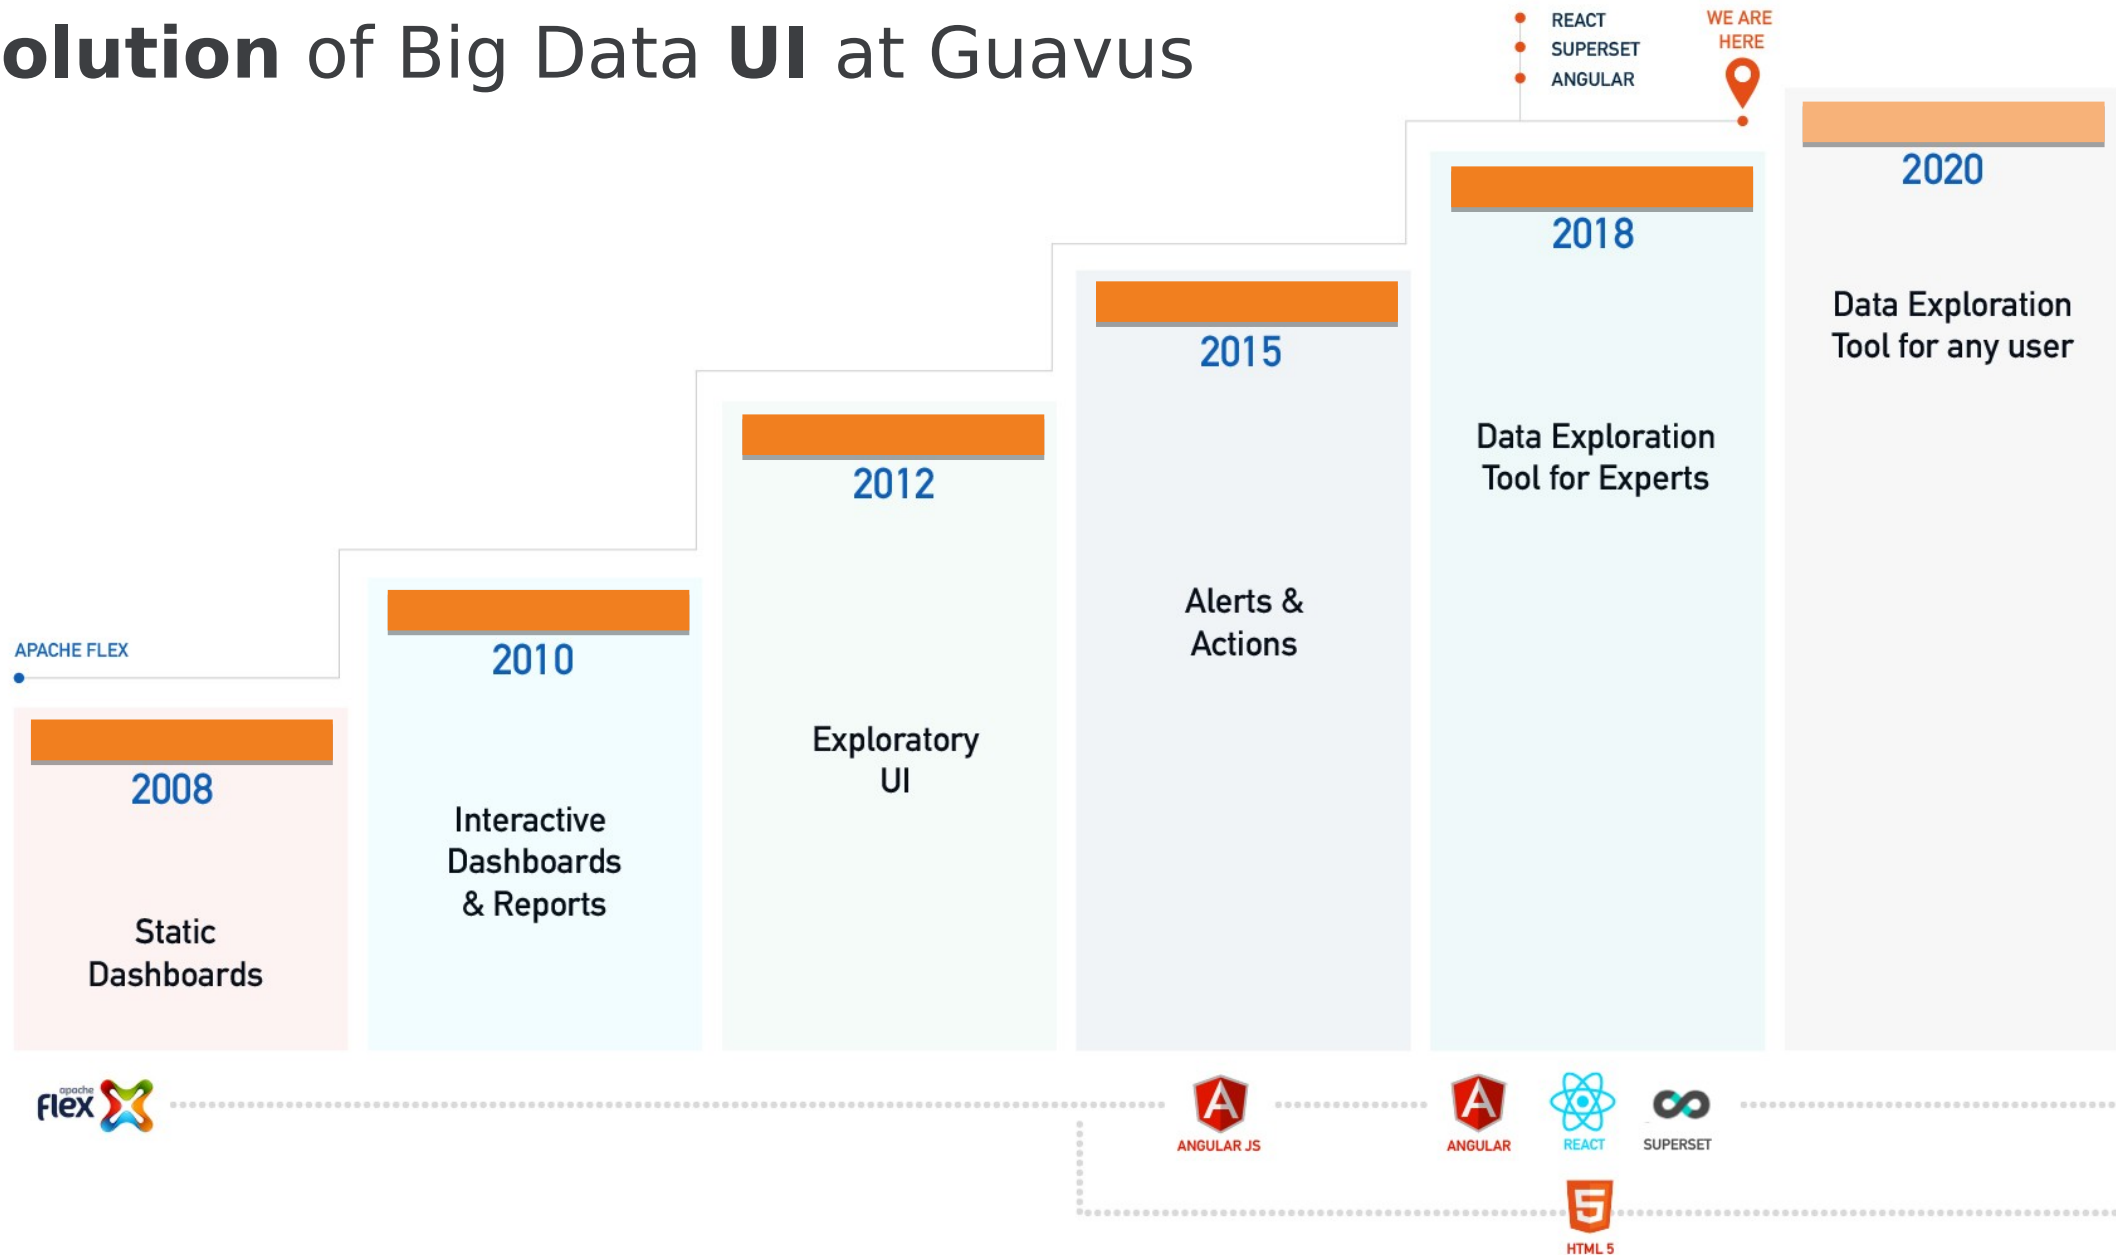 olution of Big Data UI at Guavus
REACT
SUPERSET
ANGULAR
WE ARE
HERE
2020
Data Exploration
Tool for any user
2018
Data Exploration
Tool for Experts
2015
Alerts &
Actions
2012
Exploratory
UI
2010
Interactive
Dashboards
& Reports
APACHE FLEX
2008
Static
Dashboards
apache
flex
ANGULAR JS
ANGULAR
REACT
SUPERSET
HTML 5